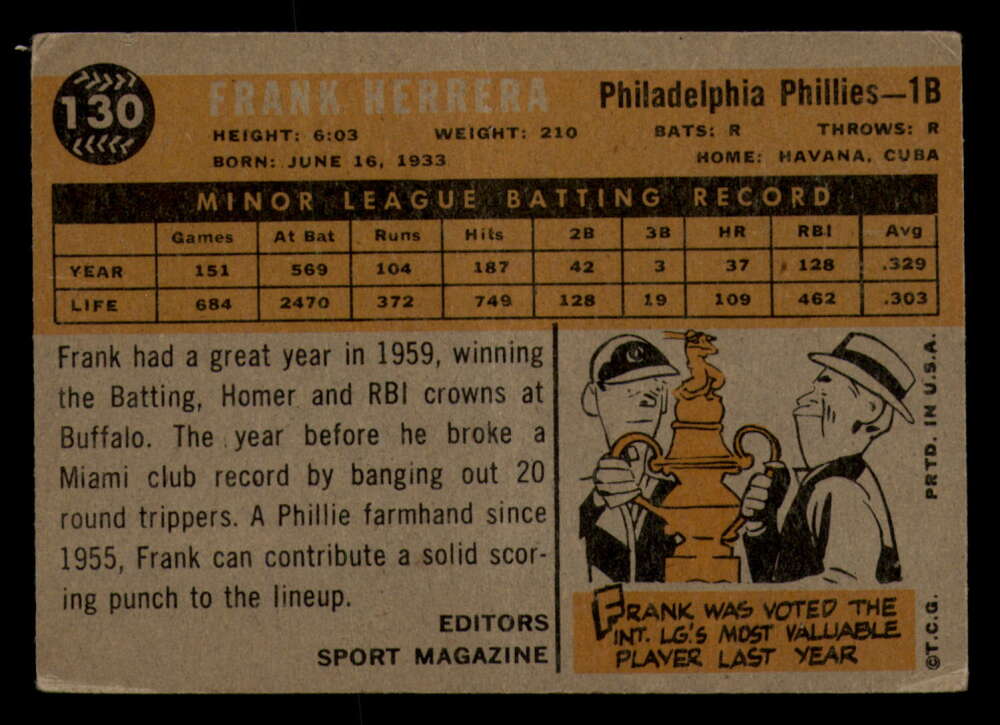 130
FRANK HERRERA
Philadelphia Phillies—1B
HEIGHT: 6:03 WEIGHT: 210 BATS: R THROWS: R
BORN: JUNE 16, 1933 HOME: HAVANA, CUBA
MINOR LEAGUE BATTING RECORD
Games At Bat Runs Hits 2B 3B HR RBI Avg
YEAR 151 569 104 187 42 3 37 128 .329
LIFE 684 2470 372 749 128 19 109 462 .303
Frank had a great year in 1959, winning
the Batting, Homer and RBI crowns at
Buffalo. The year before he broke a
Miami club record by banging out 20
round trippers. A Phillie farmhand since
1955, Frank can contribute a solid scor-
ing punch to the lineup.
EDITORS
SPORT MAGAZINE
FRANK WAS VOTED THE
INT. LG.'S MOST VALUABLE
PLAYER LAST YEAR
©T.C.G. PRTD. IN U.S.A.